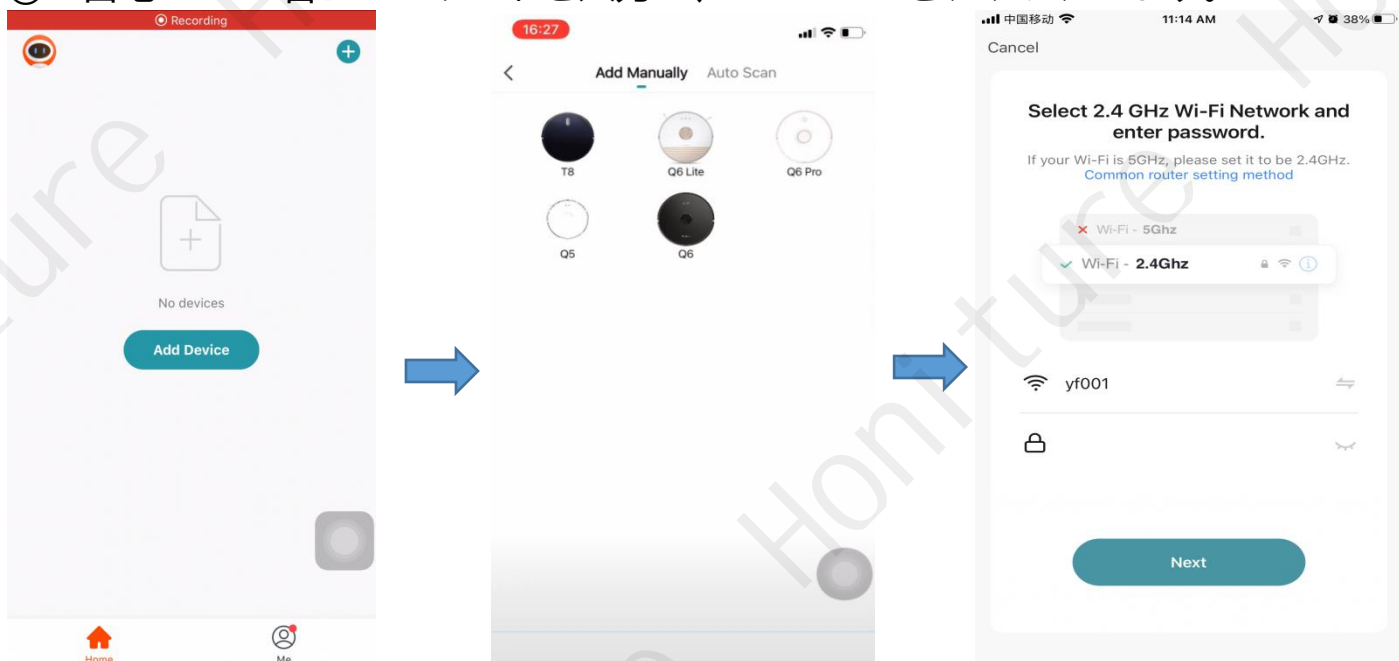 Recording
No devices
Add Device
Home
Me
16:27
Add Manually Auto Scan
T8
Q6 Lite
Q6 Pro
Q5
Q6
中国移动 11:14 AM 38%
Cancel
Select 2.4 GHz Wi-Fi Network and
enter password.
If your Wi-Fi is 5GHz, please set it to be 2.4GHz.
Common router setting method
Wi-Fi - 5Ghz
Wi-Fi - 2.4Ghz
yf001
Next
Honiture